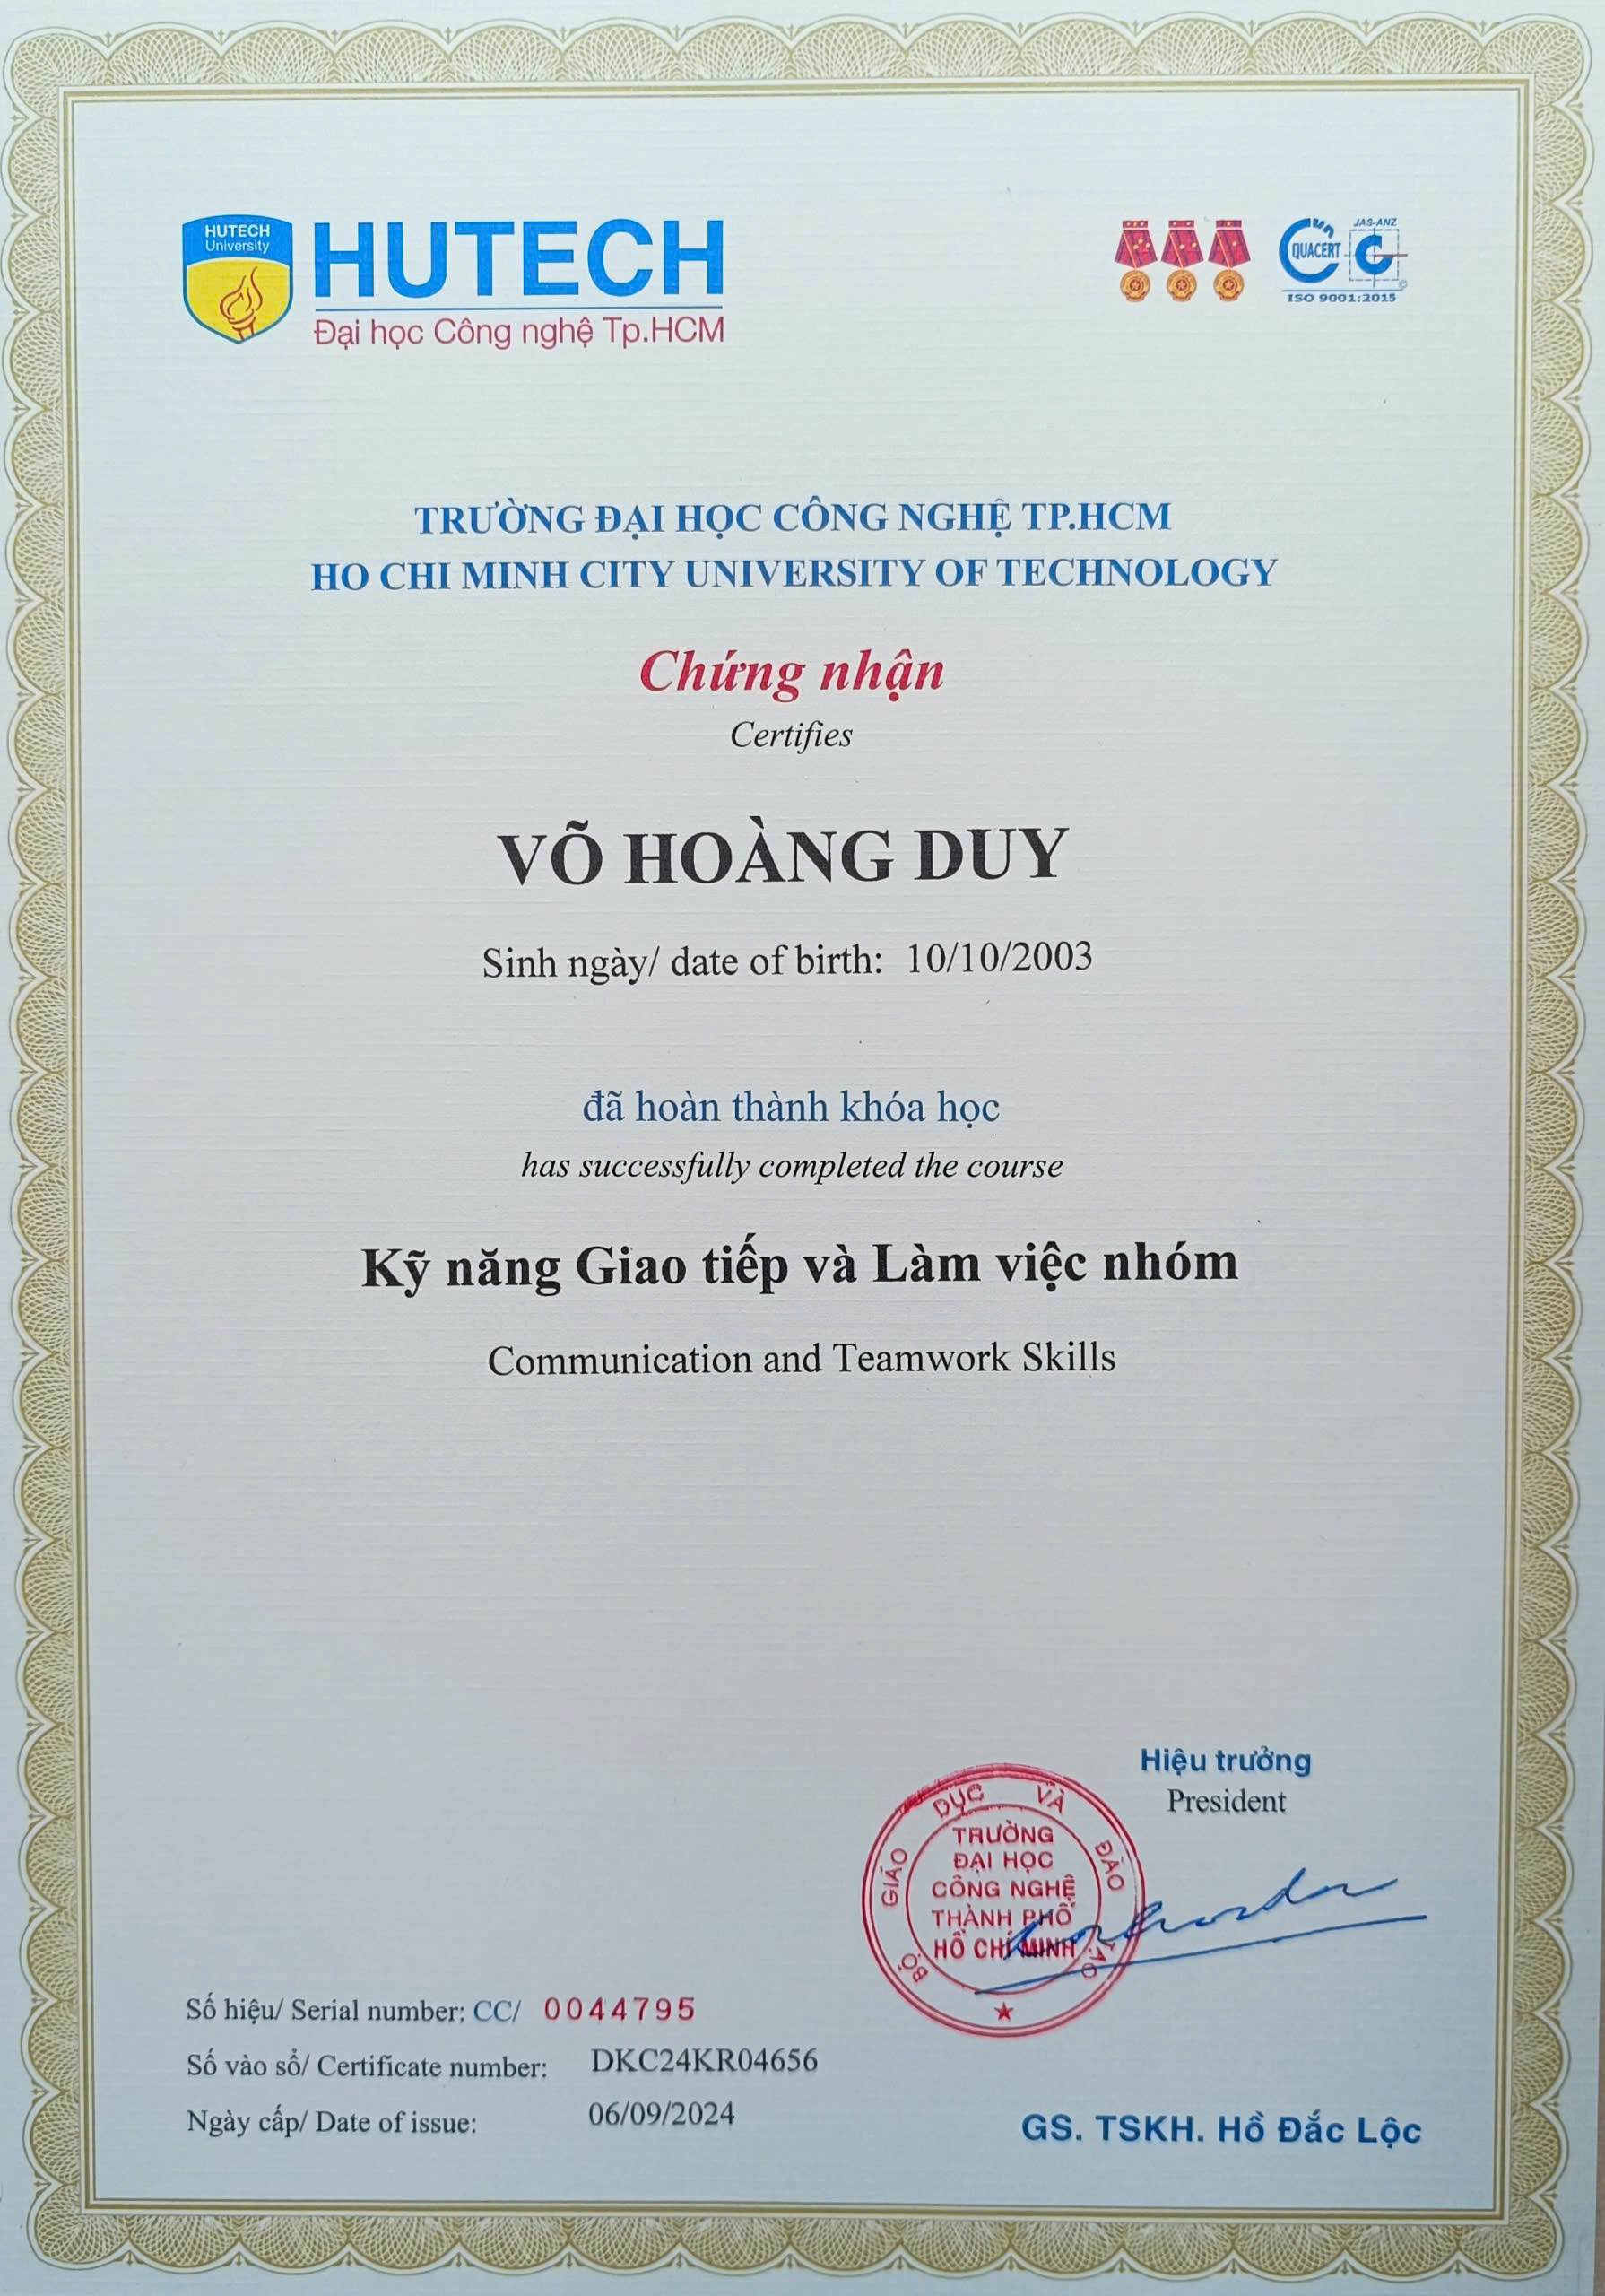 HUTECH
University
HUTECH
Đại học Công nghệ Tp.HCM
QUACERT
JAS-ANZ
ISO 9001:2015
TRƯỜNG ĐẠI HỌC CÔNG NGHỆ TP.HCM
HO CHI MINH CITY UNIVERSITY OF TECHNOLOGY
Chứng nhận
Certifies
VÕ HOÀNG DUY
Sinh ngày/ date of birth: 10/10/2003
đã hoàn thành khóa học
has successfully completed the course
Kỹ năng Giao tiếp và Làm việc nhóm
Communication and Teamwork Skills
Hiệu trưởng
President
BỘ GIÁO DỤC VÀ ĐÀO TẠO
TRƯỜNG
ĐẠI HỌC
CÔNG NGHỆ
THÀNH PHỐ
HỒ CHÍ MINH
Số hiệu/ Serial number: CC/ 0044795
Số vào sổ/ Certificate number: DKC24KR04656
Ngày cấp/ Date of issue: 06/09/2024
GS. TSKH. Hồ Đắc Lộc